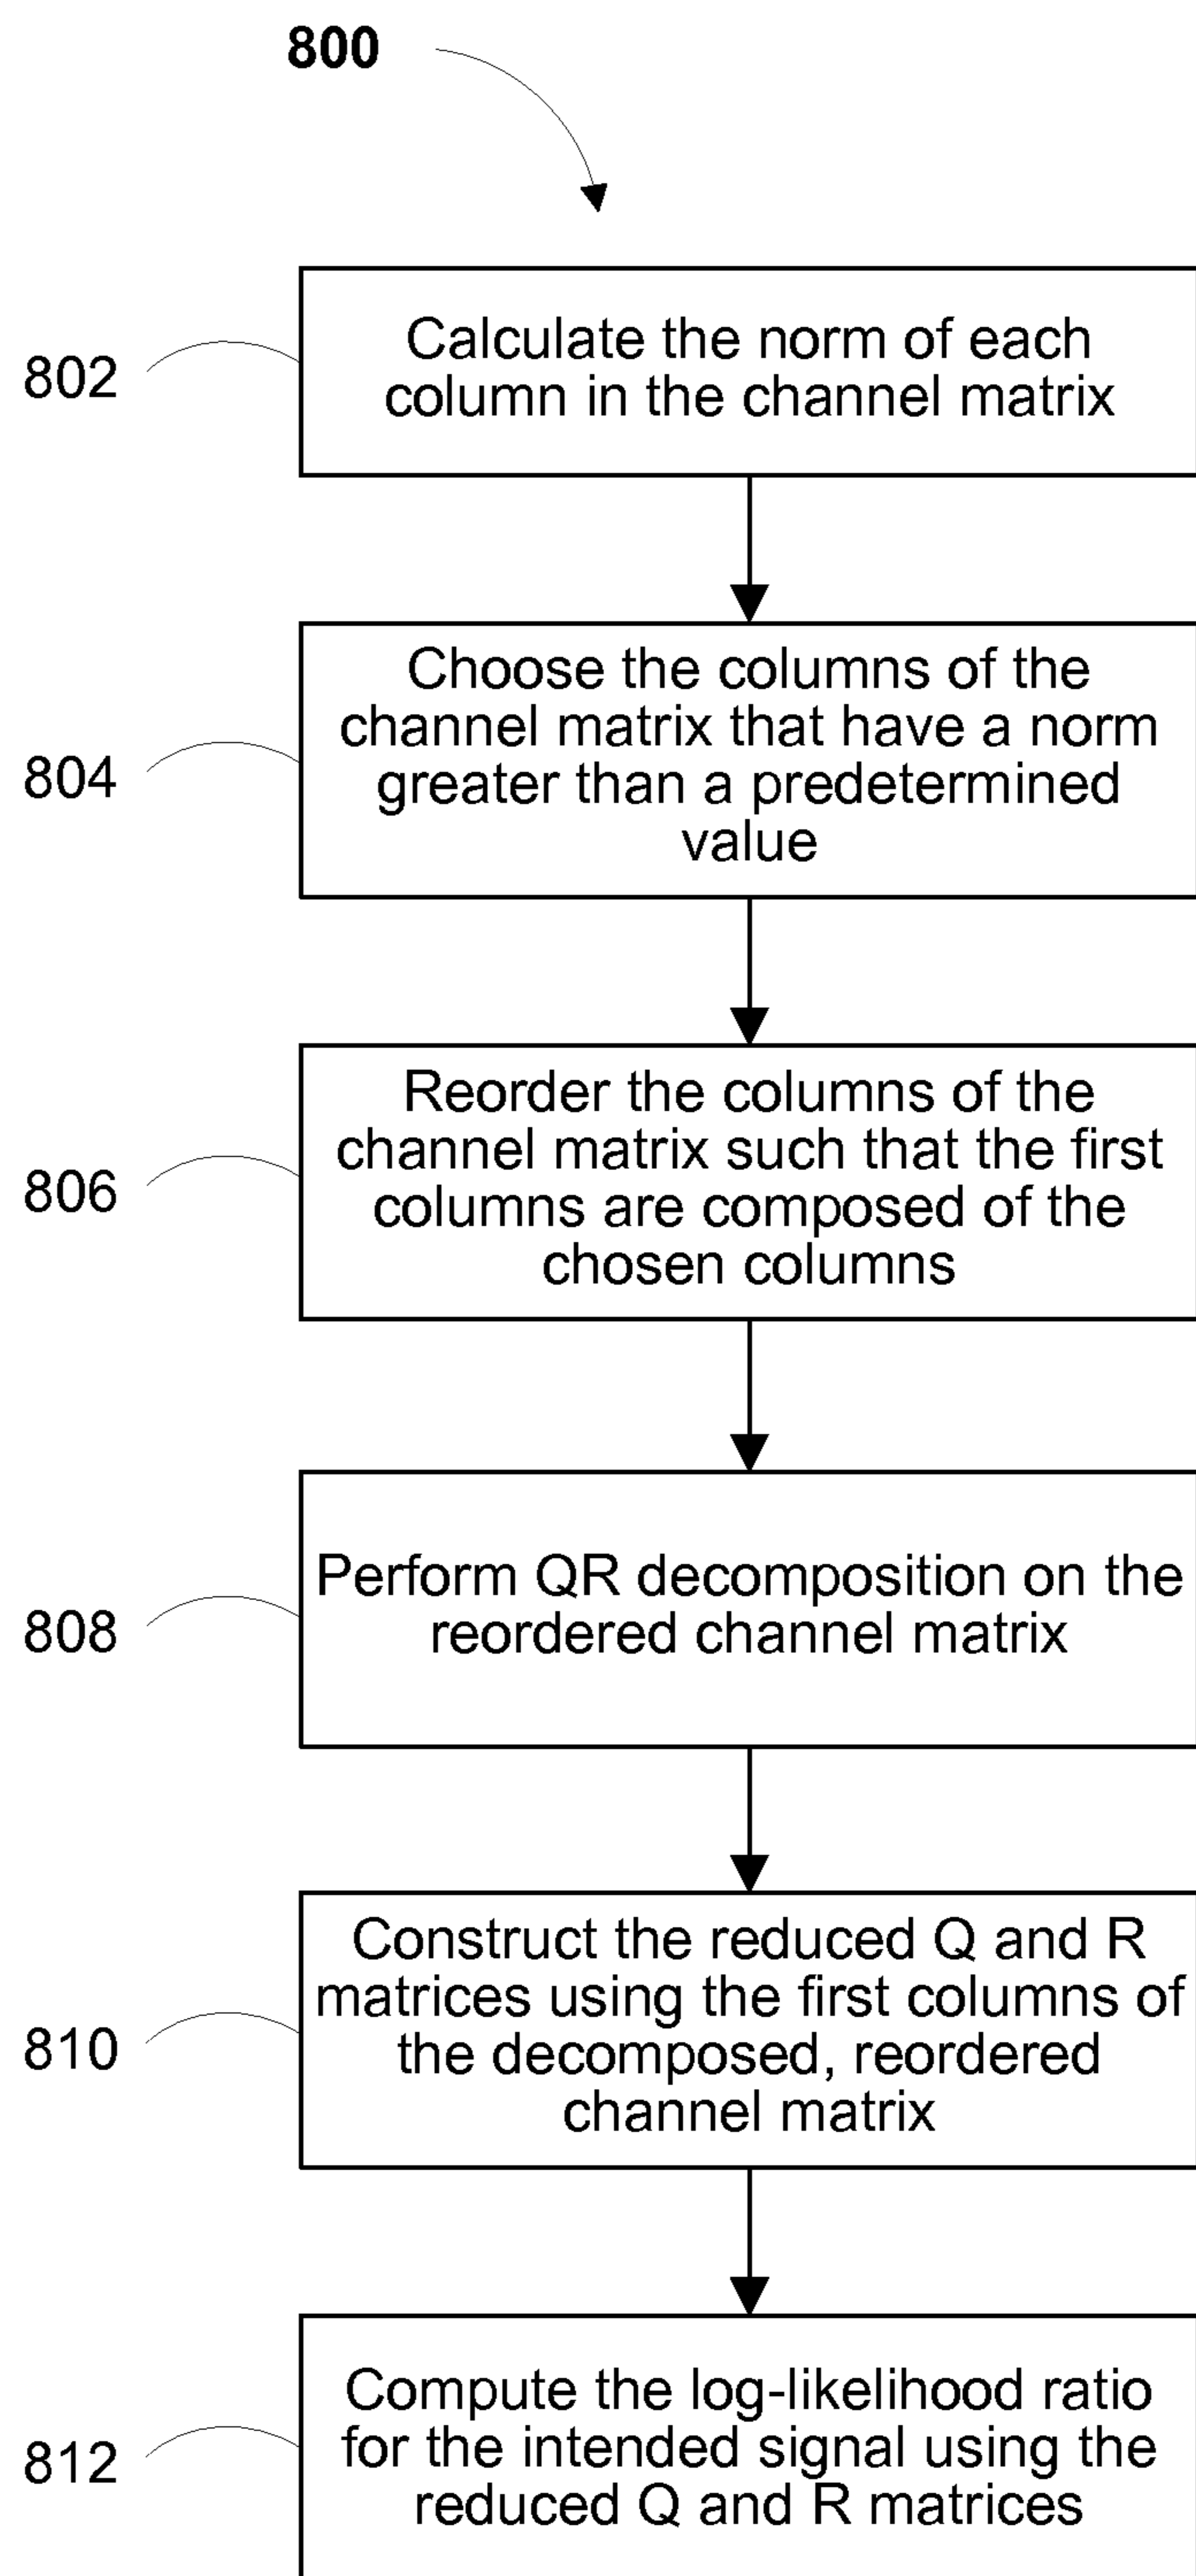 800
802
Calculate the norm of each
column in the channel matrix
804
Choose the columns of the
channel matrix that have a norm
greater than a predetermined
value
806
Reorder the columns of the
channel matrix such that the first
columns are composed of the
chosen columns
808
Perform QR decomposition on the
reordered channel matrix
810
Construct the reduced Q and R
matrices using the first columns of
the decomposed, reordered
channel matrix
812
Compute the log-likelihood ratio
for the intended signal using the
reduced Q and R matrices